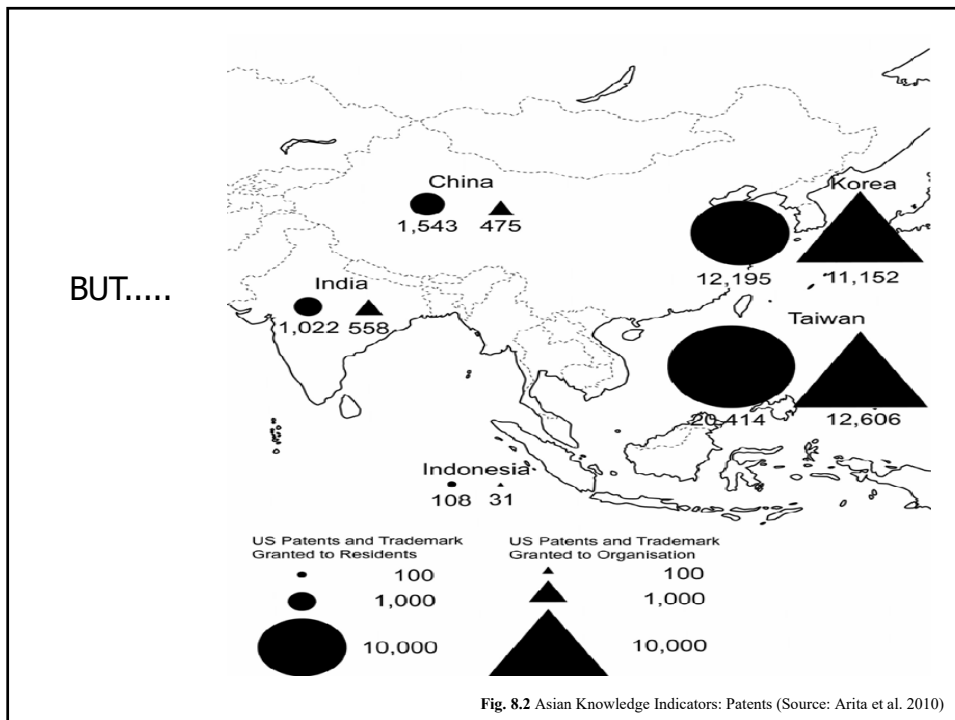 China
1,543 475
Korea
12,195 11,152
BUT.....
India
1,022 558
Taiwan
20,414 12,606
Indonesia
108 31
US Patents and Trademark
Granted to Residents
100
1,000
10,000
US Patents and Trademark
Granted to Organisation
100
1,000
10,000
Fig. 8.2 Asian Knowledge Indicators: Patents (Source: Arita et al. 2010)